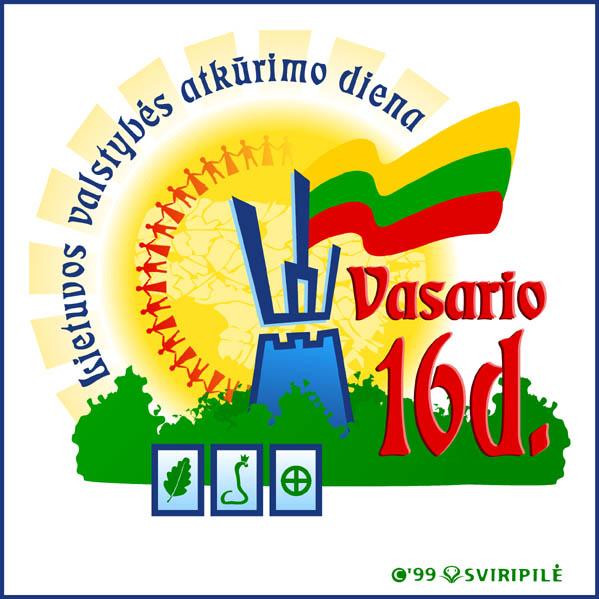 Lietuvos valstybės atkūrimo diena
Vasario
16d.
©'99 SVIRIPILĖ